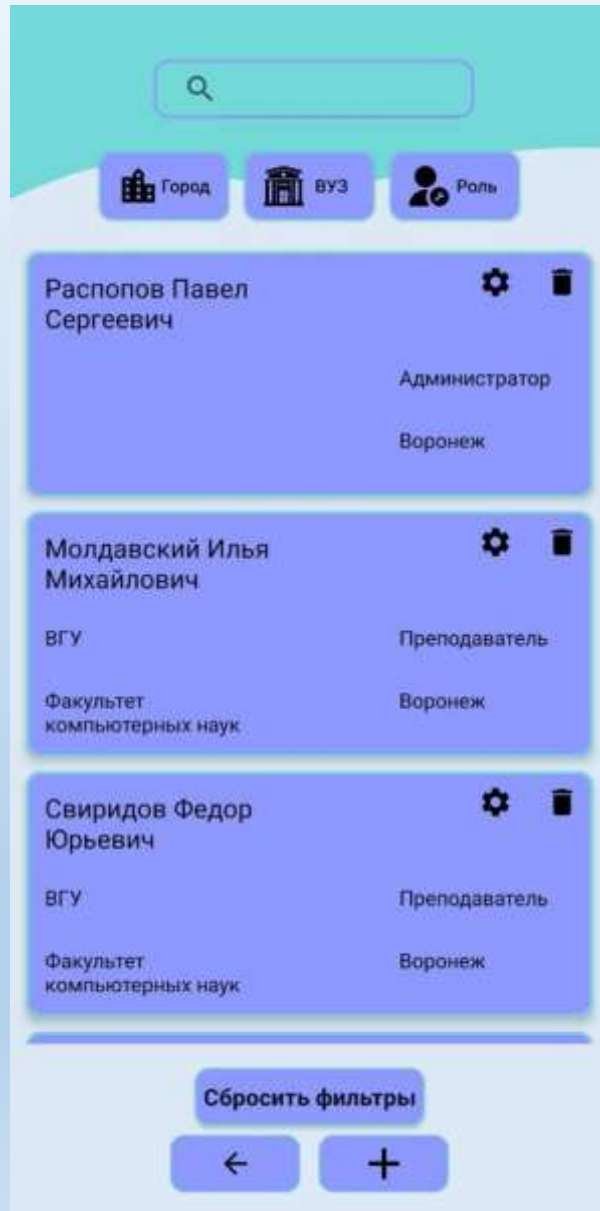 Город
ВУЗ
Роль
Распопов Павел
Сергеевич
Администратор
Воронеж
Молдавский Илья
Михайлович
ВГУ
Преподаватель
Факультет
компьютерных наук
Воронеж
Свиридов Федор
Юрьевич
ВГУ
Преподаватель
Факультет
компьютерных наук
Воронеж
Сбросить фильтры